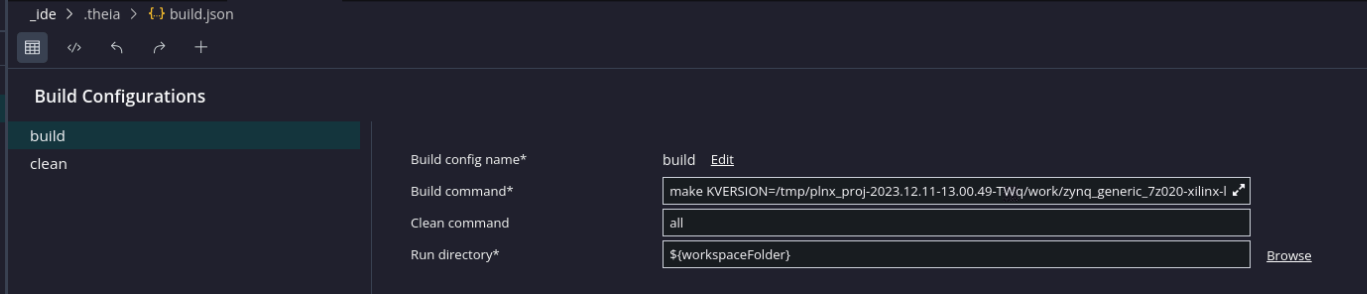 _ide > .theia > {..} build.json
Build Configurations
build
clean
Build config name* build Edit
Build command* make KVERSION=/tmp/plnx_proj-2023.12.11-13.00.49-TWq/work/zynq_generic_7z020-xilinx-l
Clean command all
Run directory* ${workspaceFolder} Browse